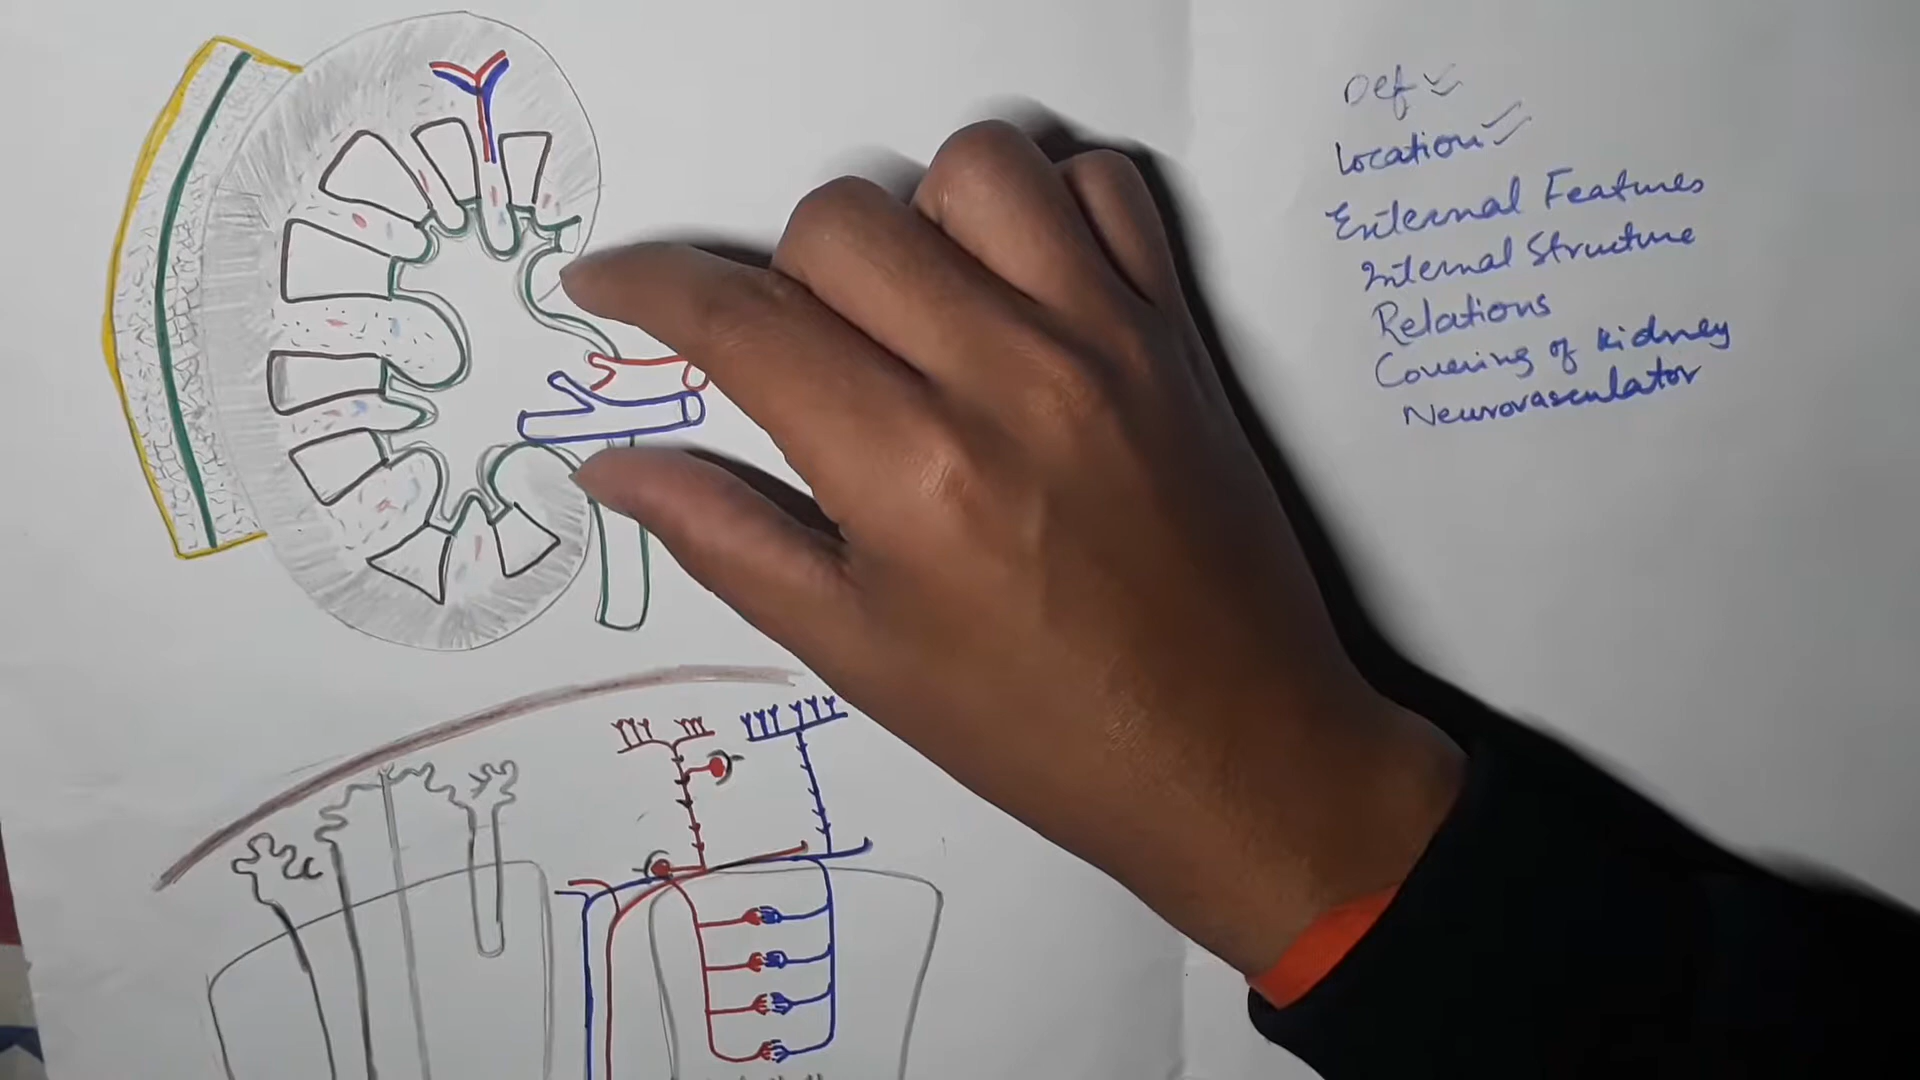 Def
Location
External Features
Internal Structure
Relations
Covering of kidney
Neurovasculator